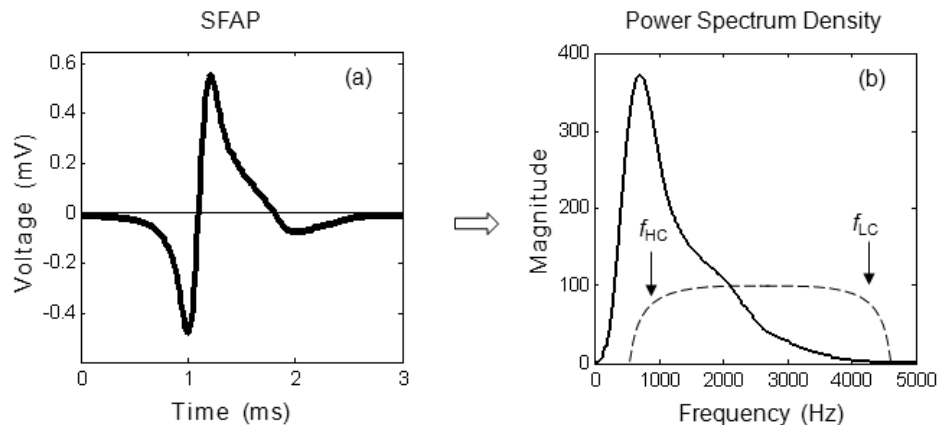 SFAP
(a)
0.6
0.4
0.2
0
-0.2
-0.4
Voltage (mV)
0 1 2 3
Time (ms)
Power Spectrum Density
(b)
400
300
200
100
0
Magnitude
fHC
fLC
0 1000 2000 3000 4000 5000
Frequency (Hz)